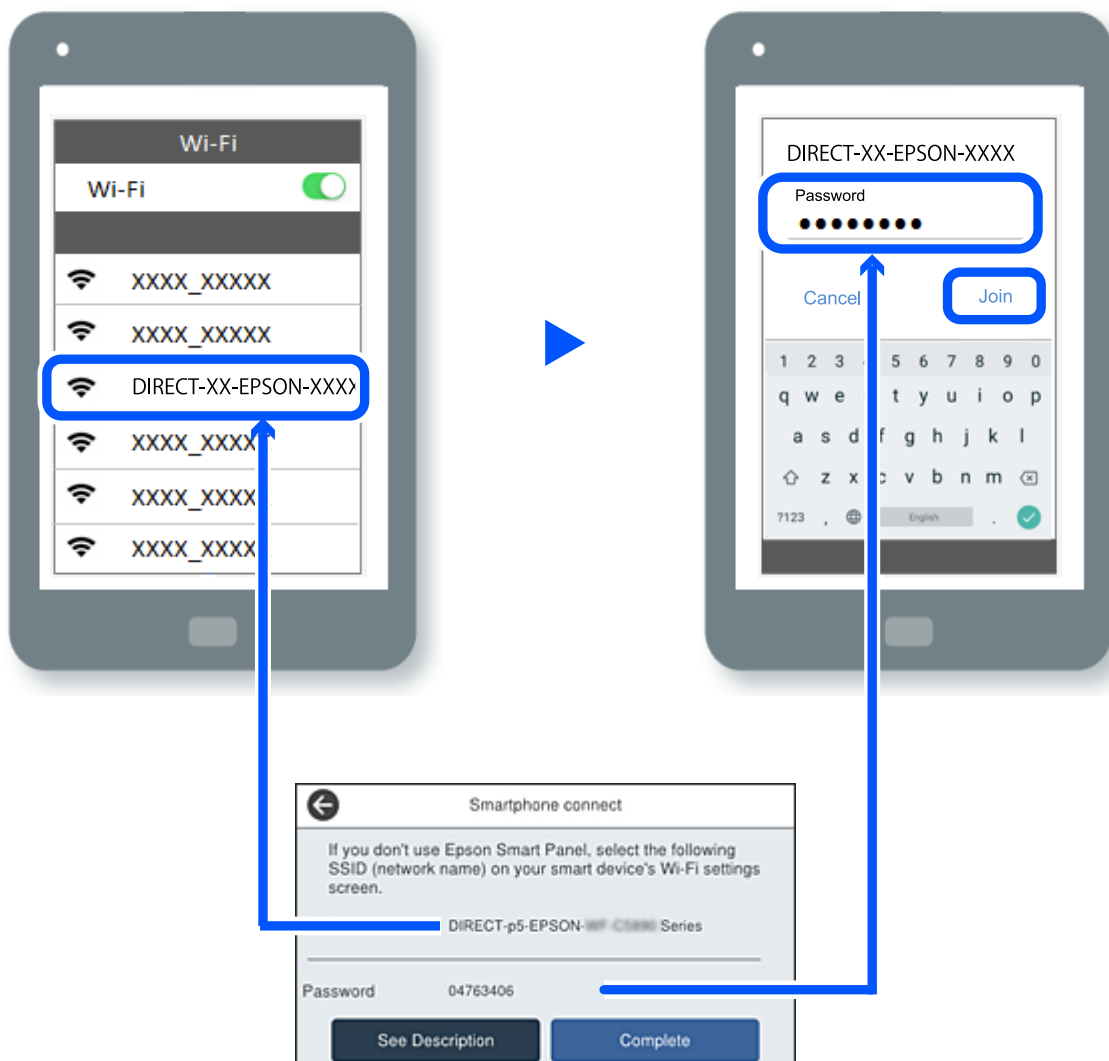 Wi-Fi
Wi-Fi
XXXX_XXXXX
XXXX_XXXXX
DIRECT-XX-EPSON-XXXX
XXXX_XXXX
XXXX_XXXX
XXXX_XXXX
DIRECT-XX-EPSON-XXXX
Password
Cancel
Join
1 2 3 5 6 7 8 9 0
q w e t y u i o p
a s d f g h j k l
z x c v b n m
?123 , English .
Smartphone connect
If you don't use Epson Smart Panel, select the following
SSID (network name) on your smart device's Wi-Fi settings
screen.
DIRECT-p5-EPSON- Series
Password 04763406
See Description
Complete